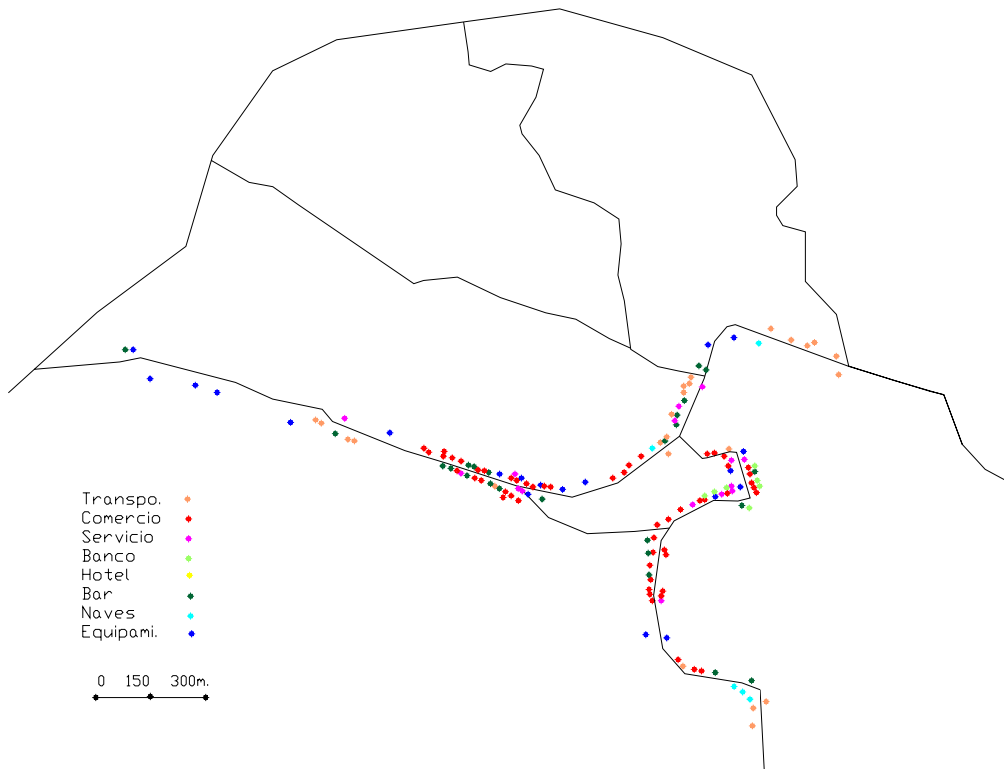 Transpo.
Comercio
Servicio
Banco
Hotel
Bar
Naves
Equipami.
0 150 300m.